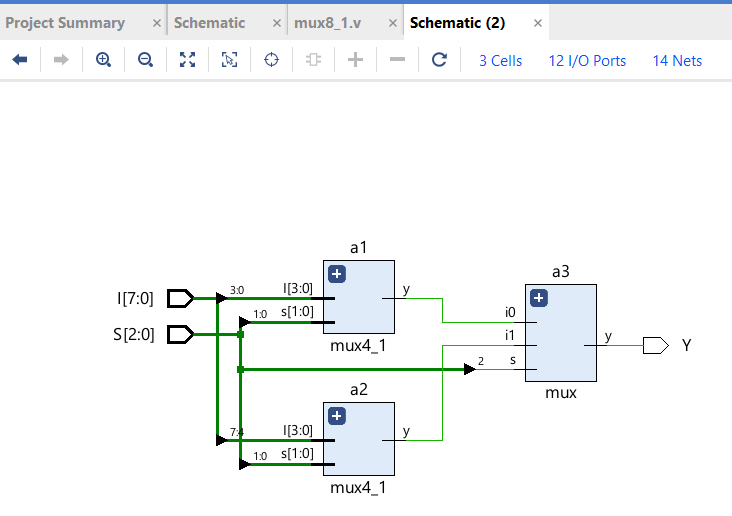 Project Summary × Schematic × mux8_1.v × Schematic (2) ×
3 Cells 12 I/O Ports 14 Nets
a1
I[7:0] 3:0 I[3:0] y
S[2:0] 1:0 s[1:0]
mux4_1
a3
i0
i1 y Y
2 s
mux
a2
7:4 I[3:0] y
1:0 s[1:0]
mux4_1